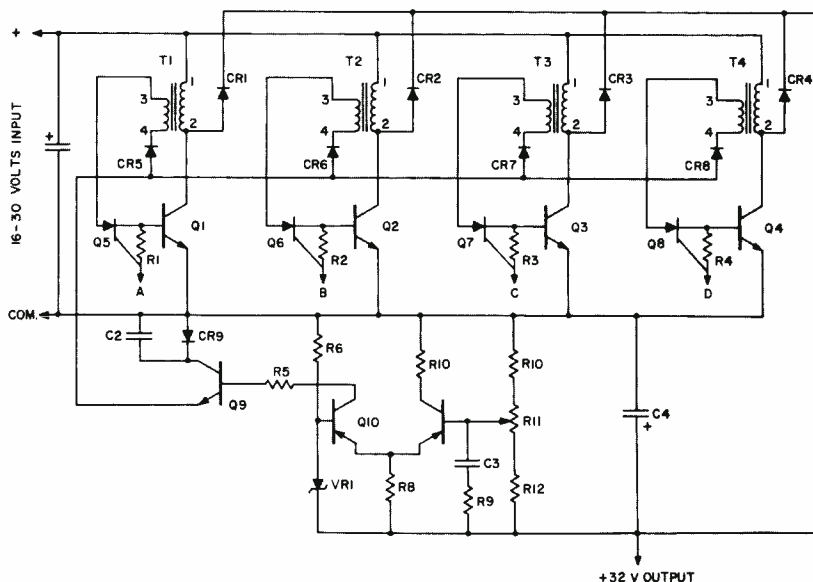 +
T1
1
2
3
4
CR1
T2
1
2
3
4
CR2
T3
1
2
3
4
CR3
T4
1
2
3
4
CR4
16-30 VOLTS INPUT
+
CR5
CR6
CR7
CR8
Q5
R1
Q1
A
Q6
R2
Q2
B
Q7
R3
Q3
C
Q8
R4
Q4
D
COM.
C2
CR9
Q9
R5
R6
Q10
VR1
R10
R8
C3
R9
R10
R11
R12
C4
+
+32 V OUTPUT